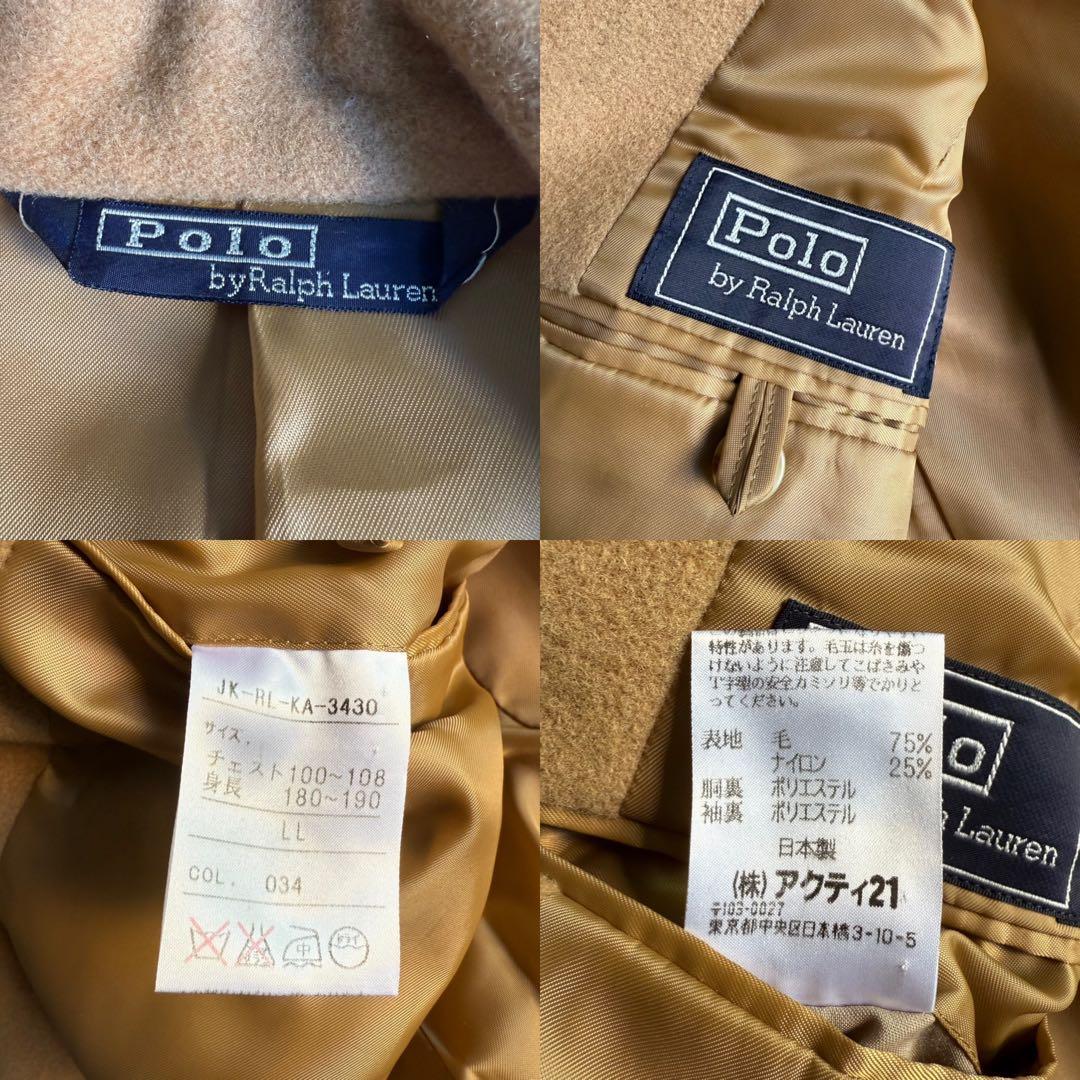 Polo
by Ralph Lauren
Polo
by Ralph Lauren
JK-RL-KA-3430
サイズ.
チェスト100~108
身長 180~190
LL
COL. 034
中
ドライ
特性があります。毛玉は糸を傷つ
けないように注意してこばさみや
T字型の安全カミソリ等でかりと
ってください。
表地 毛 75%
ナイロン 25%
胴裏 ポリエステル
袖裏 ポリエステル
日本製
(株)アクティ21
〒103-0027
東京都中央区日本橋3-10-5
lo
Lauren